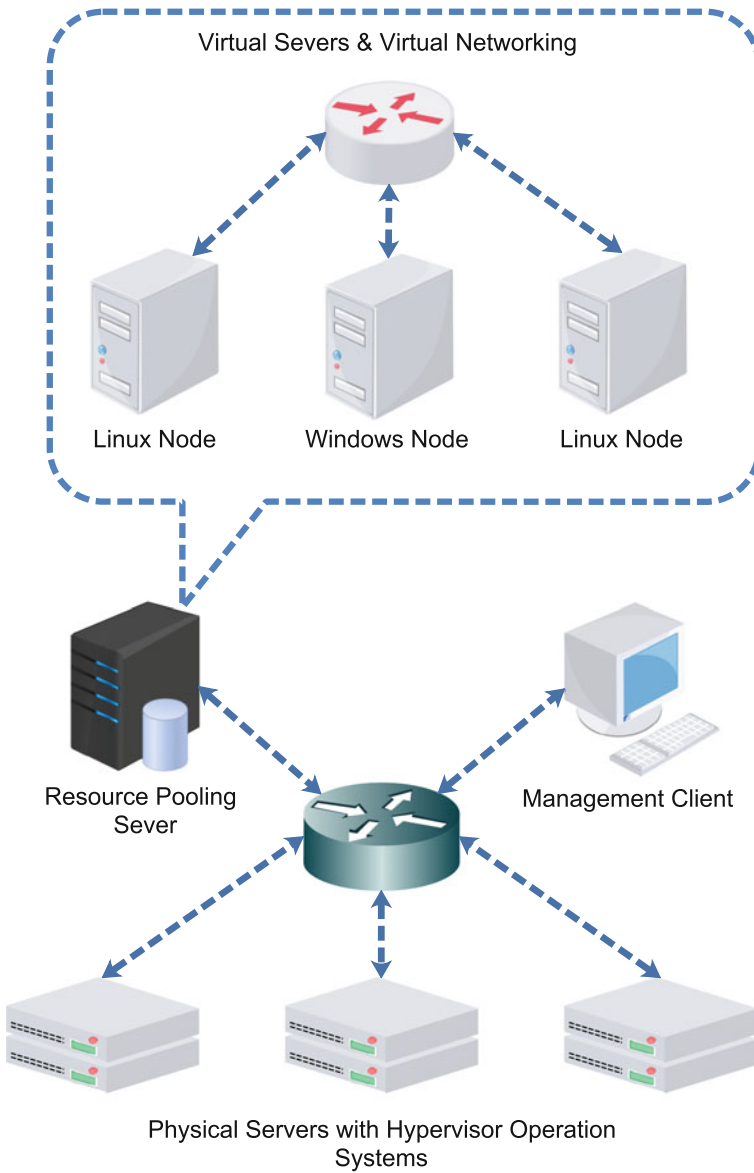 Virtual Severs & Virtual Networking
Linux Node
Windows Node
Linux Node
Resource Pooling
Sever
Management Client
Physical Servers with Hypervisor Operation
Systems